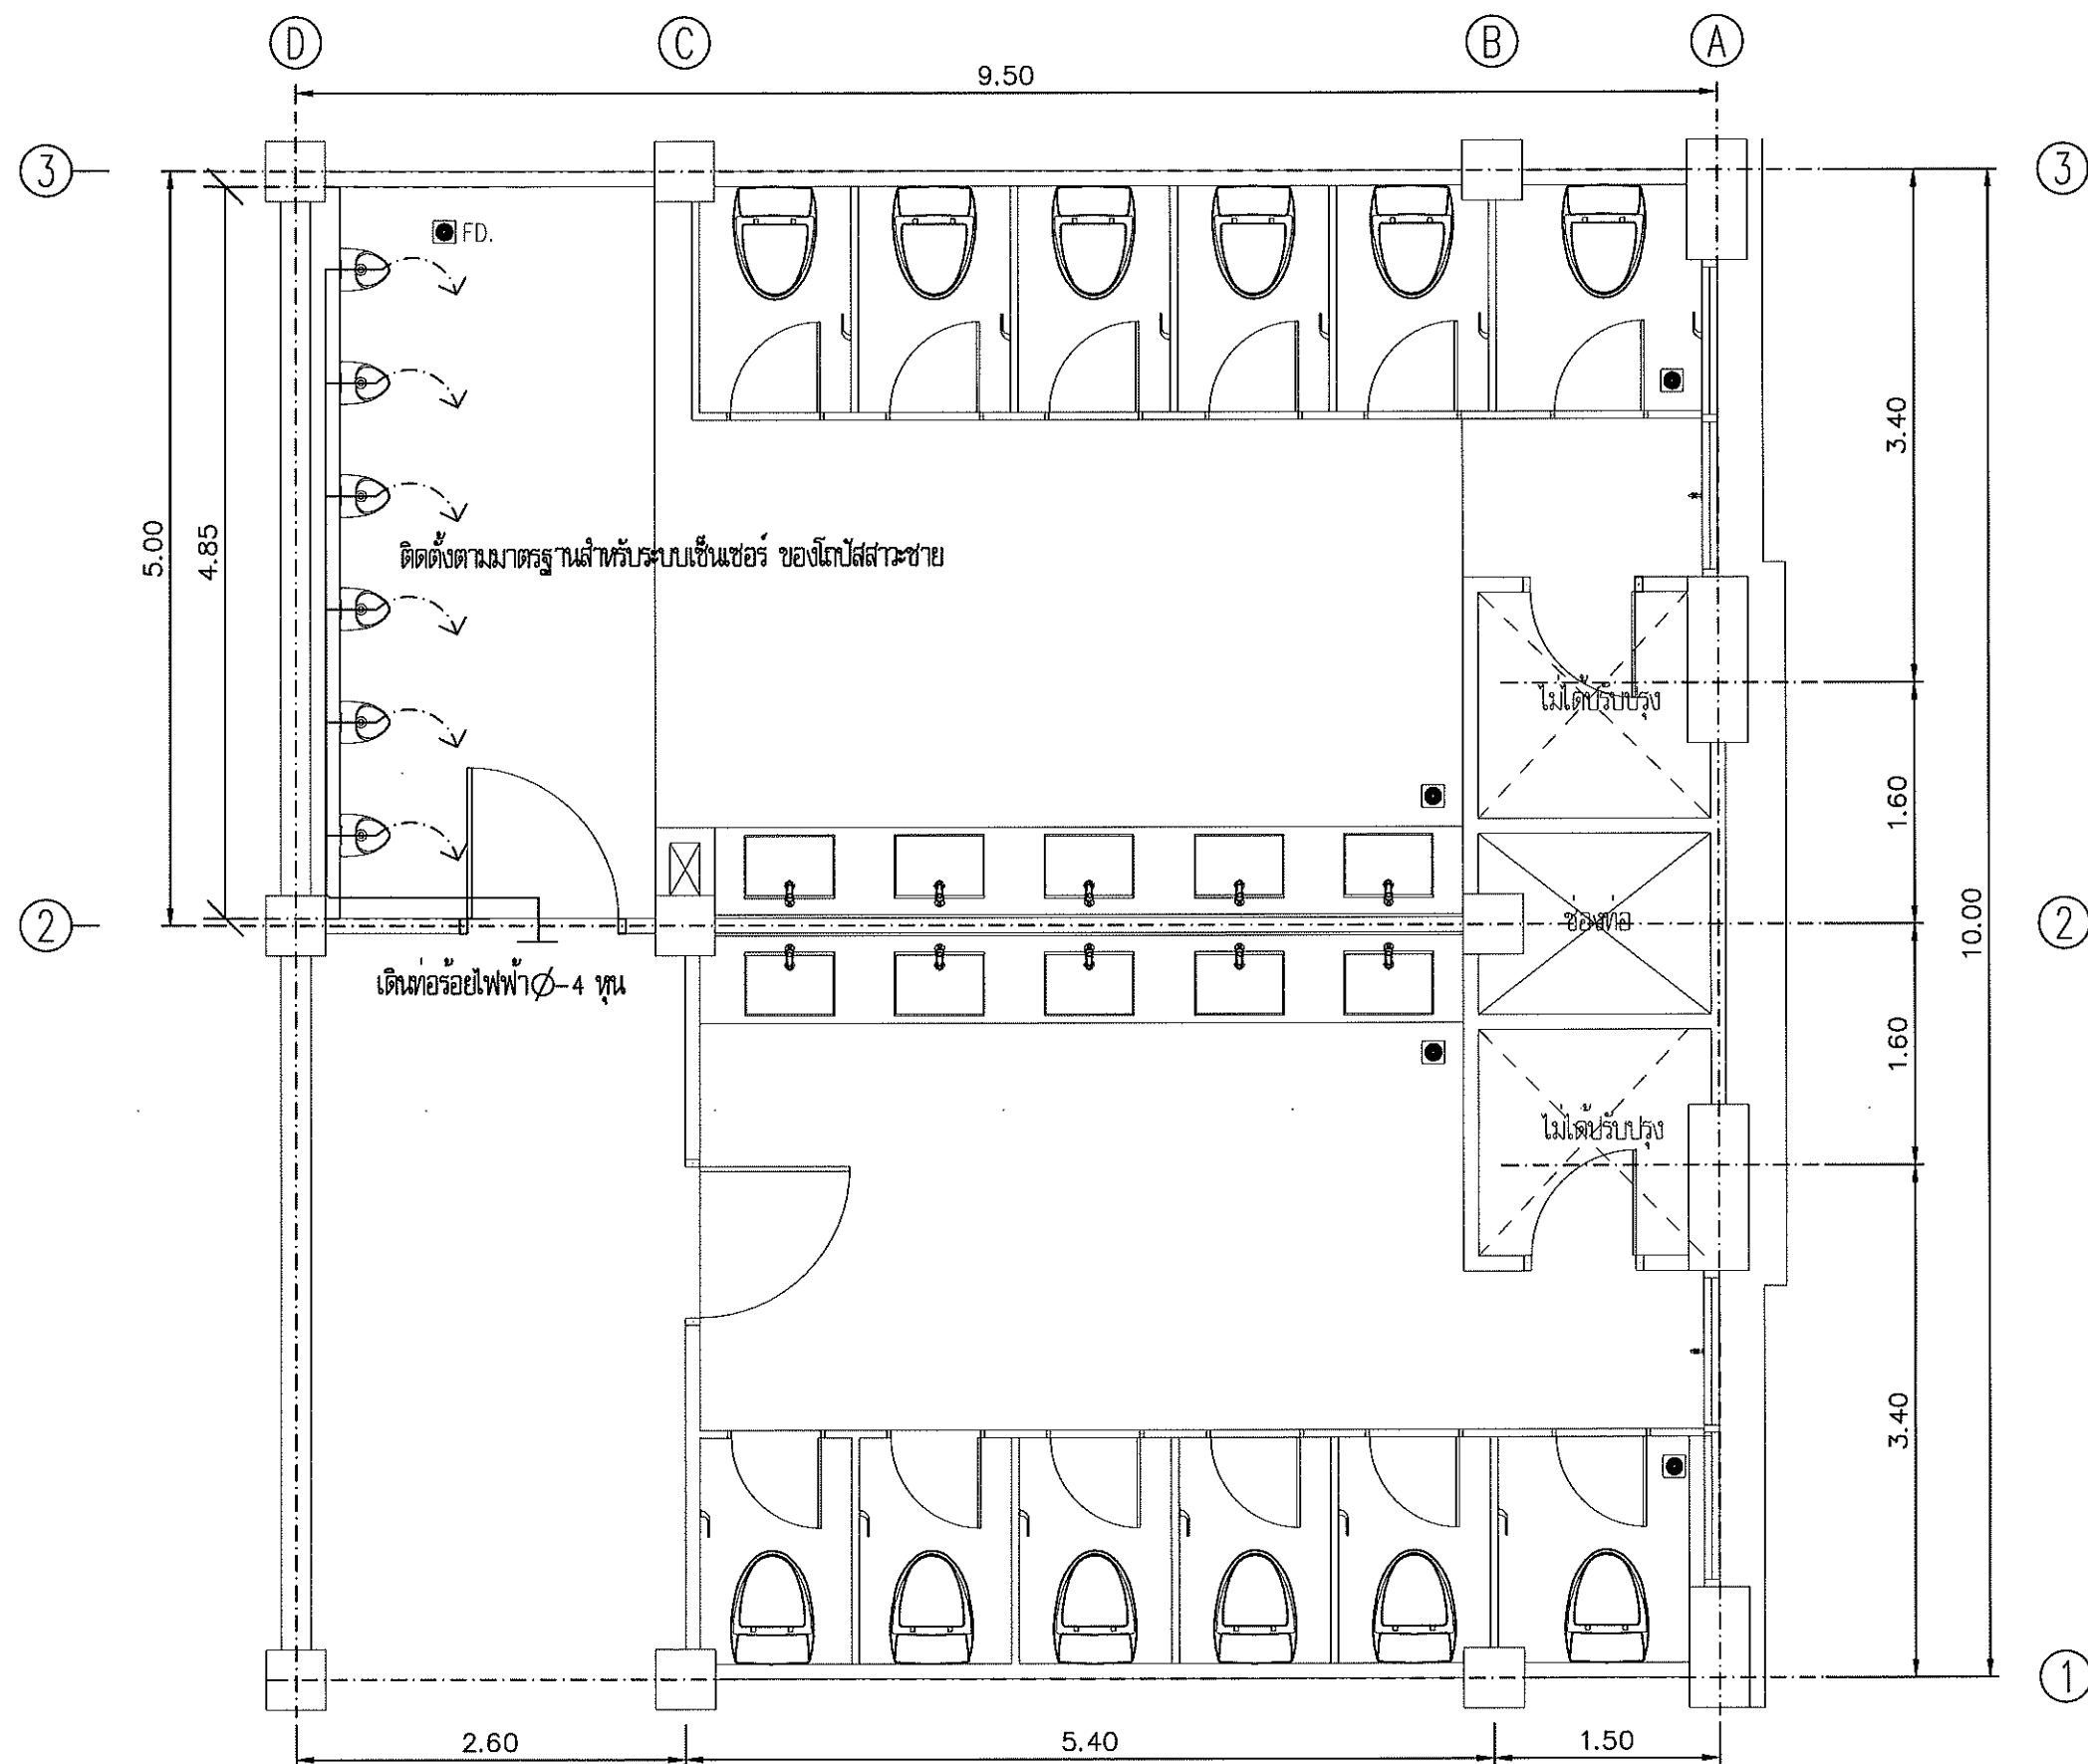 D
C
B
A
9.50
3
3
FD.
3.40
5.00
4.85
ติดตั้งตามมาตรฐานสำหรับระบบเซ็นเซอร์ ของโถปัสสาวะชาย
ไม่ได้ปรับปรุง
1.60
2
ช่องท่อ
10.00
2
เดินท่อร้อยไฟฟ้า Ø-4 หุน
1.60
ไม่ได้ปรับปรุง
3.40
1
2.60
5.40
1.50